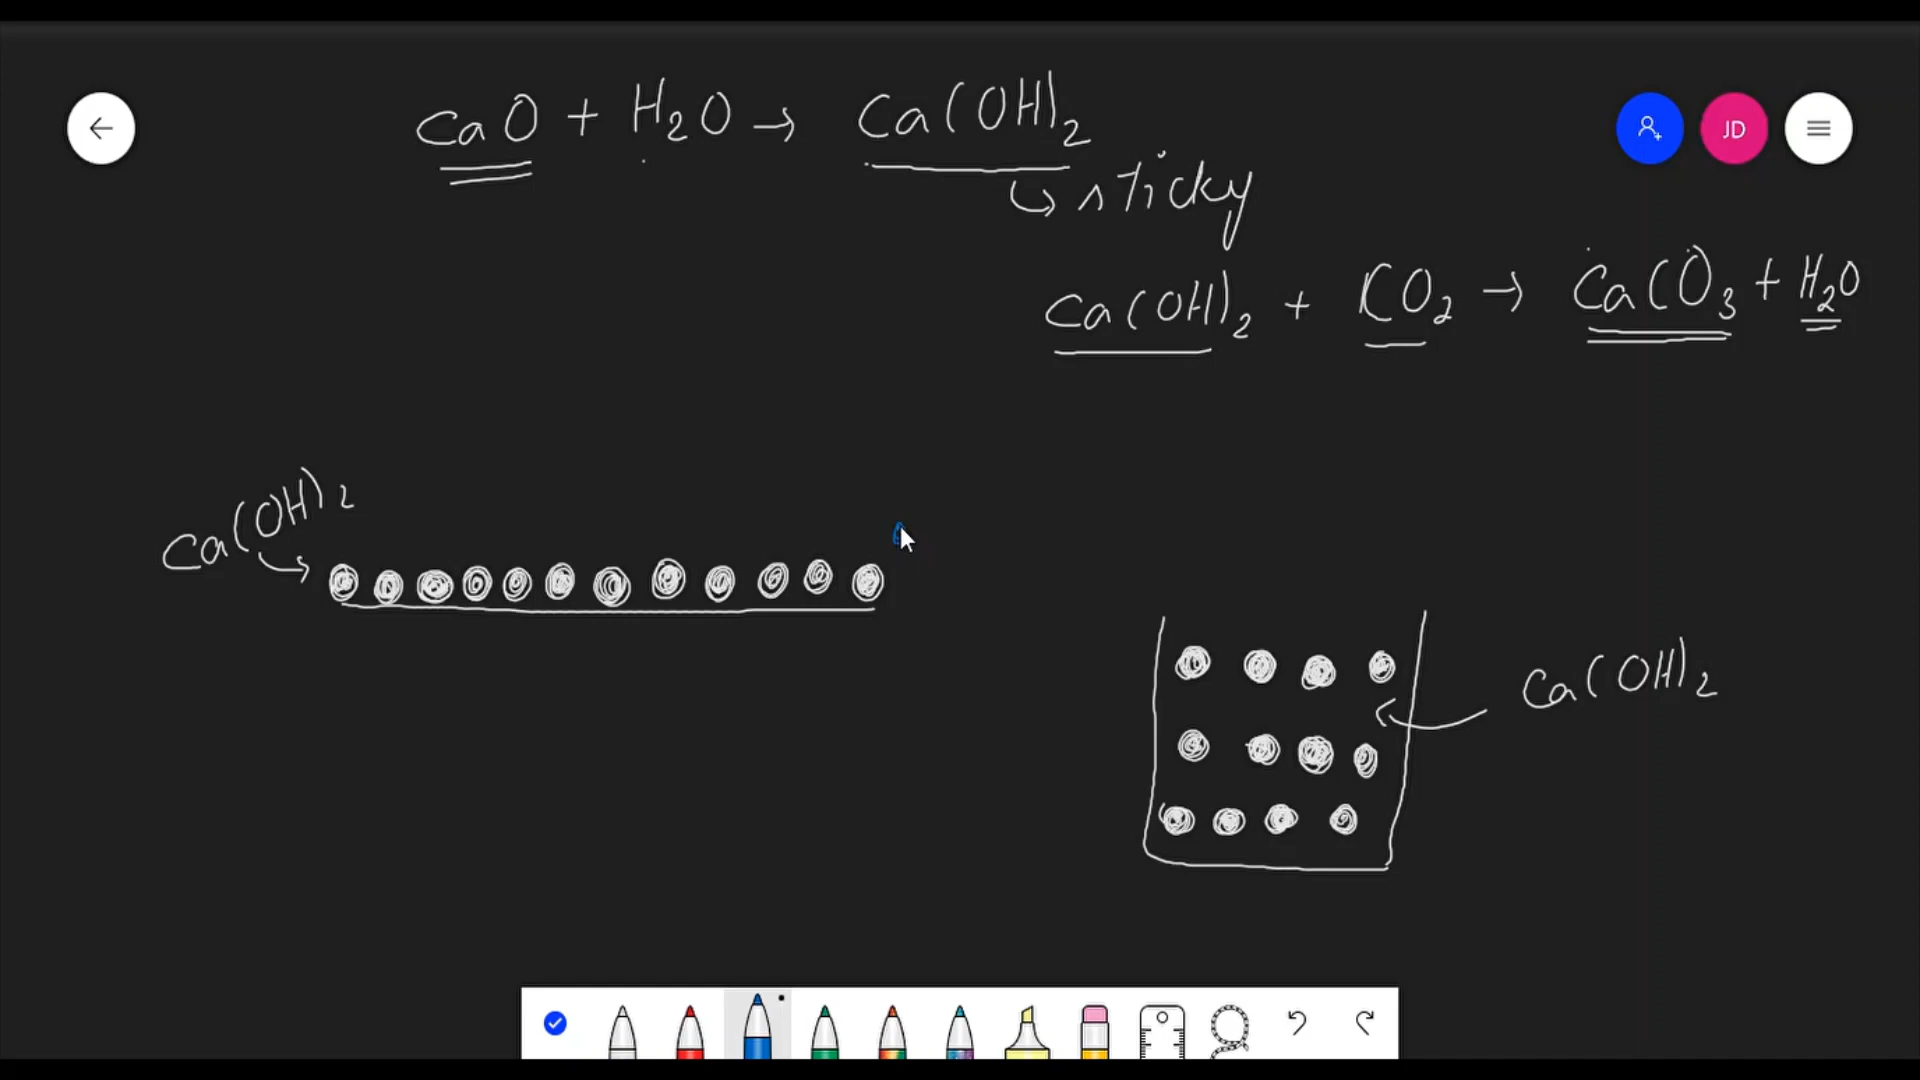 CaO + H2O → Ca(OH)2
↳ sticky
JD
Ca(OH)2 + CO2 → CaCO3 + H2O
Ca(OH)2
Ca(OH)2